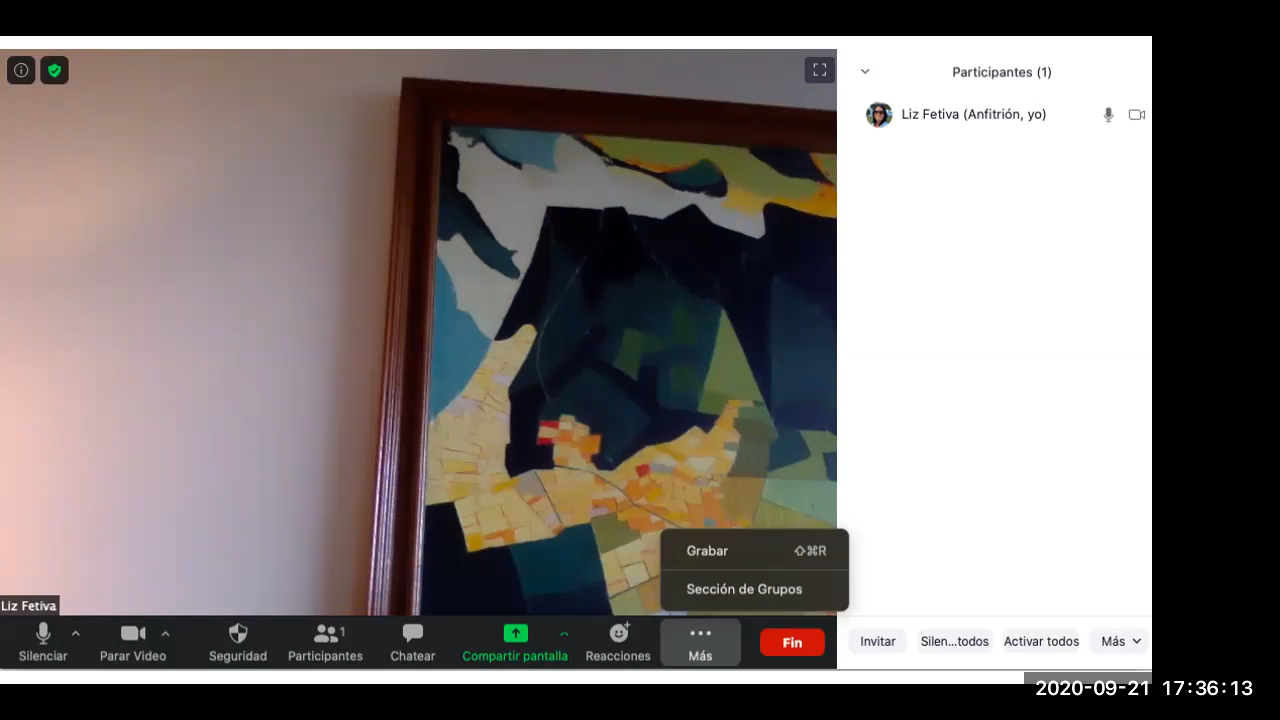 Participantes (1)
Liz Fetiva (Anfitrión, yo)
Grabar ⇧⌘R
Sección de Grupos
Liz Fetiva
1
Silenciar
Parar Video
Seguridad
Participantes
Chatear
Compartir pantalla
Reacciones
Más
Fin
Invitar
Silen...todos
Activar todos
Más
2020-09-21 17:36:13